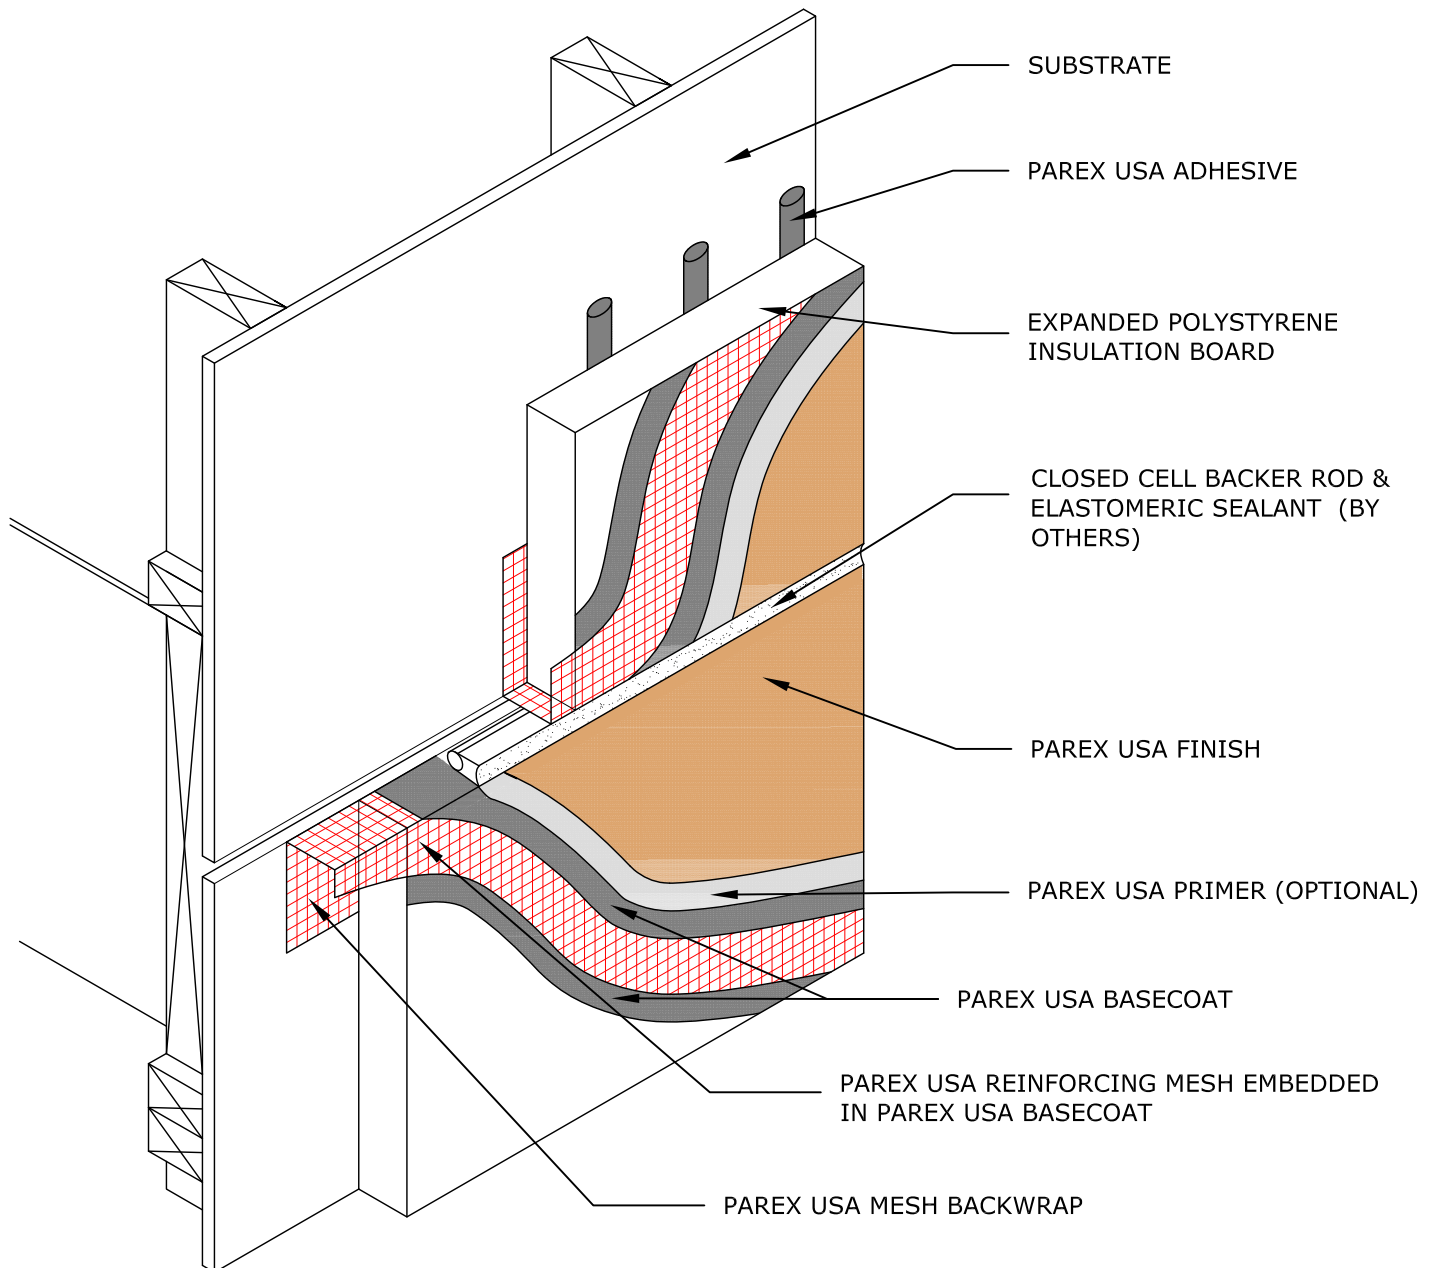 SUBSTRATE
PAREX USA ADHESIVE
EXPANDED POLYSTYRENE
INSULATION BOARD
CLOSED CELL BACKER ROD &
ELASTOMERIC SEALANT (BY
OTHERS)
PAREX USA FINISH
PAREX USA PRIMER (OPTIONAL)
PAREX USA BASECOAT
PAREX USA REINFORCING MESH EMBEDDED
IN PAREX USA BASECOAT
PAREX USA MESH BACKWRAP